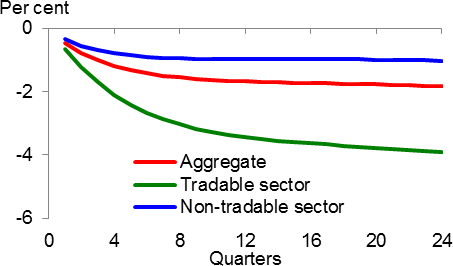 Per cent
0
-2
-4
-6
Aggregate
Tradable sector
Non-tradable sector
0 4 8 12 16 20 24
Quarters